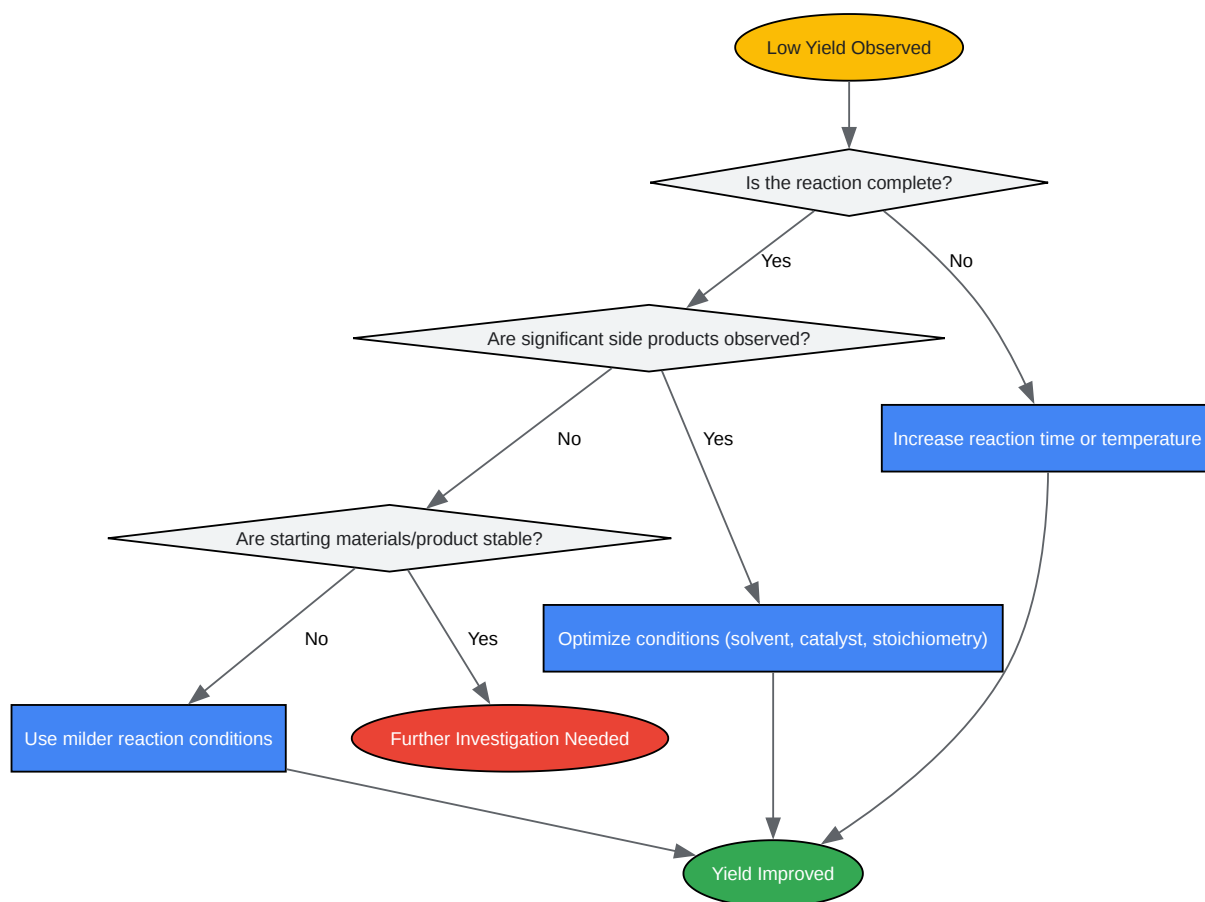 Low Yield Observed
Is the reaction complete?
Yes
No
Are significant side products observed?
Increase reaction time or temperature
No
Yes
Are starting materials/product stable?
No
Yes
Optimize conditions (solvent, catalyst, stoichiometry)
Use milder reaction conditions
Further Investigation Needed
Yield Improved